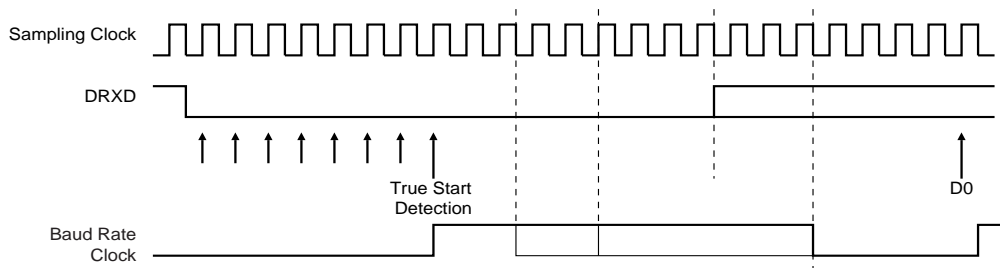 Sampling Clock
DRXD
True Start
Detection
D0
Baud Rate
Clock